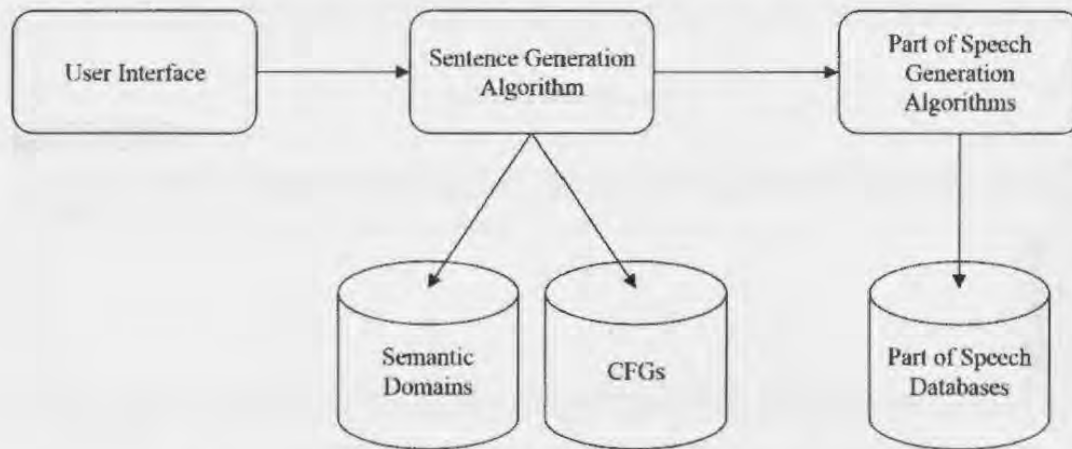 User Interface
Sentence Generation
Algorithm
Part of Speech
Generation
Algorithms
Semantic
Domains
CFGs
Part of Speech
Databases